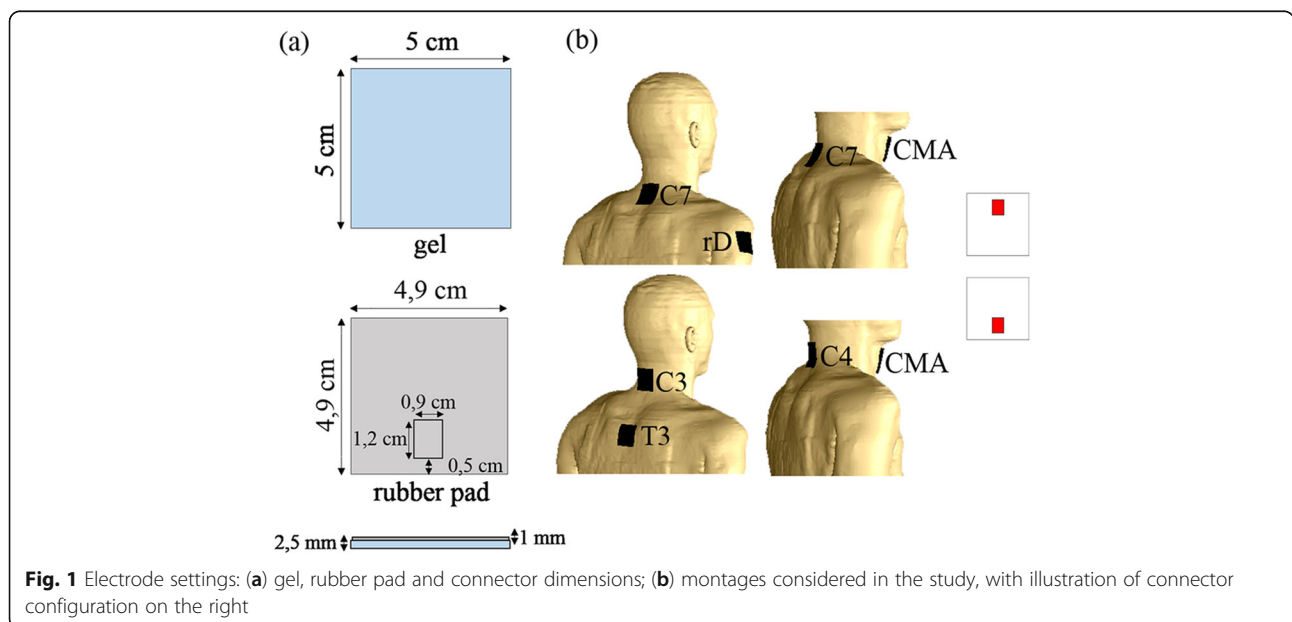 (a)
5 cm
5 cm
gel
4,9 cm
4,9 cm
0,9 cm
1,2 cm
0,5 cm
rubber pad
2,5 mm
1 mm
(b)
C7
rD
C7
CMA
C3
T3
C4
CMA
Fig. 1 Electrode settings: (a) gel, rubber pad and connector dimensions; (b) montages considered in the study, with illustration of connector
configuration on the right